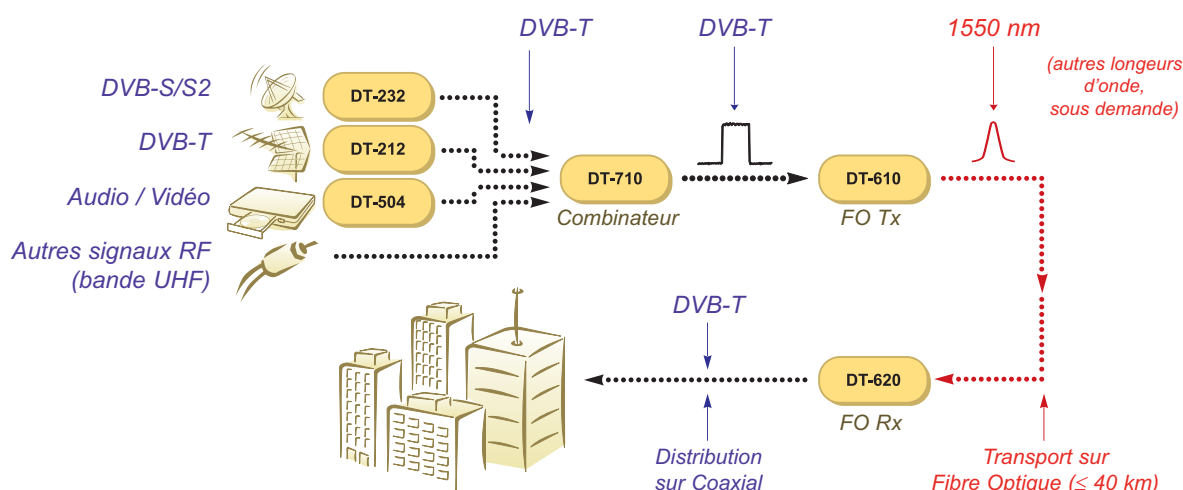 DVB-T
DVB-T
1550 nm
(autres longeurs
d'onde,
sous demande)
DVB-S/S2
DT-232
DVB-T
DT-212
Audio / Vidéo
DT-504
Autres signaux RF
(bande UHF)
DT-710
Combinateur
DT-610
FO Tx
DVB-T
DT-620
FO Rx
Distribution
sur Coaxial
Transport sur
Fibre Optique (≤ 40 km)